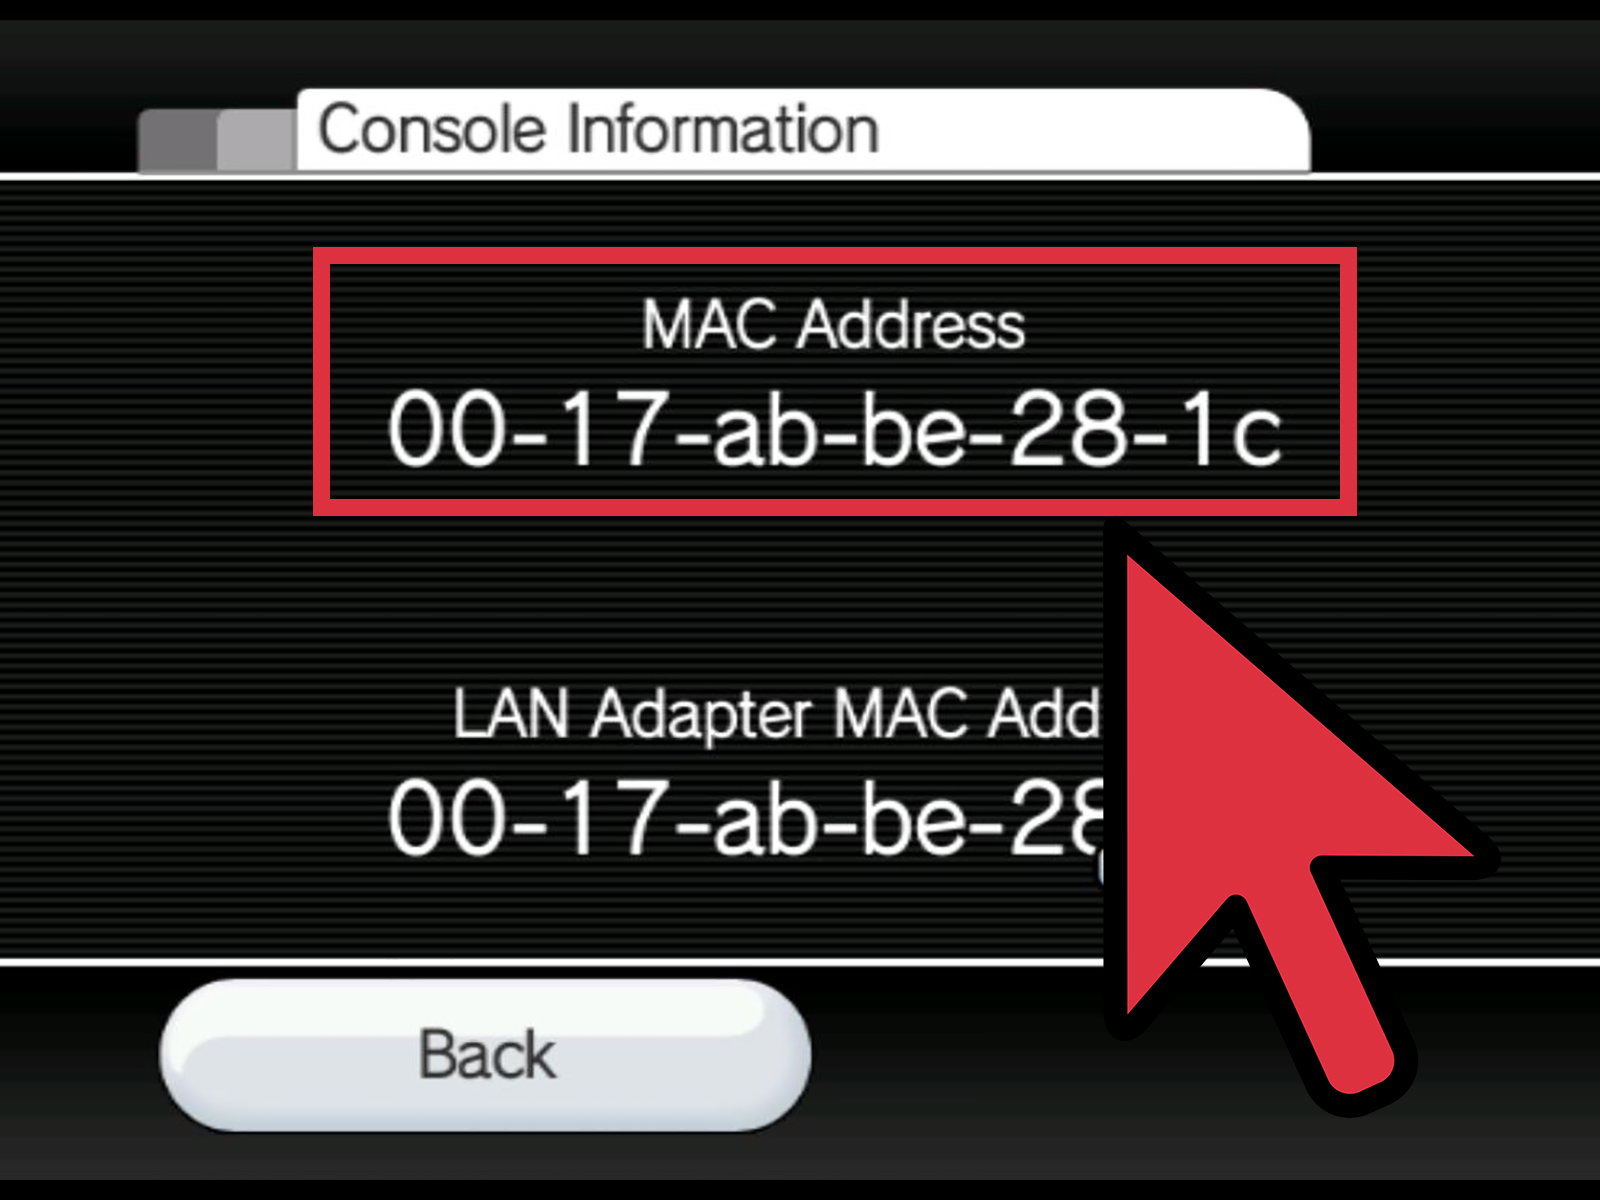 Console Information
MAC Address
00-17-ab-be-28-1c
LAN Adapter MAC Add
00-17-ab-be-28
Back